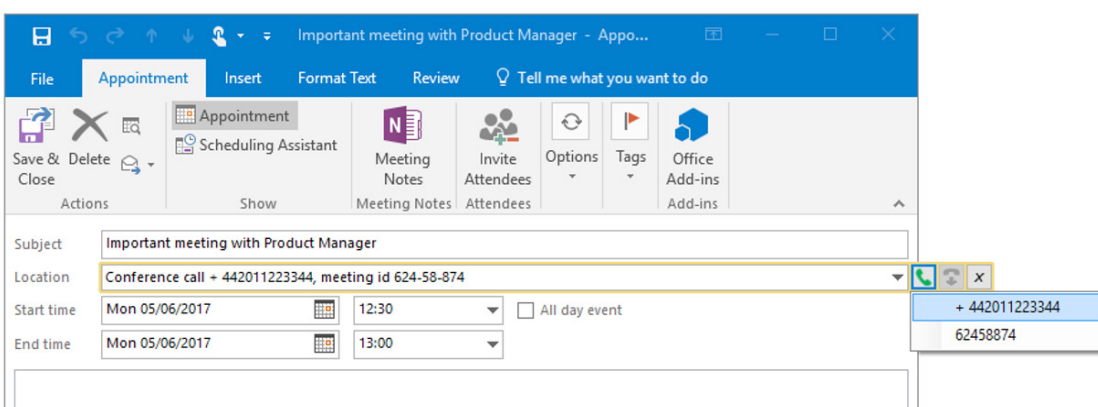 Important meeting with Product Manager - Appo...
File Appointment Insert Format Text Review Tell me what you want to do
Save & Close
Delete
Appointment
Scheduling Assistant
N
Meeting Notes
Invite Attendees
Options
Tags
Office Add-ins
Actions Show Meeting Notes Attendees Add-ins
Subject Important meeting with Product Manager
Location Conference call + 442011223344, meeting id 624-58-874 x
+ 442011223344
Start time Mon 05/06/2017 12:30 All day event
62458874
End time Mon 05/06/2017 13:00